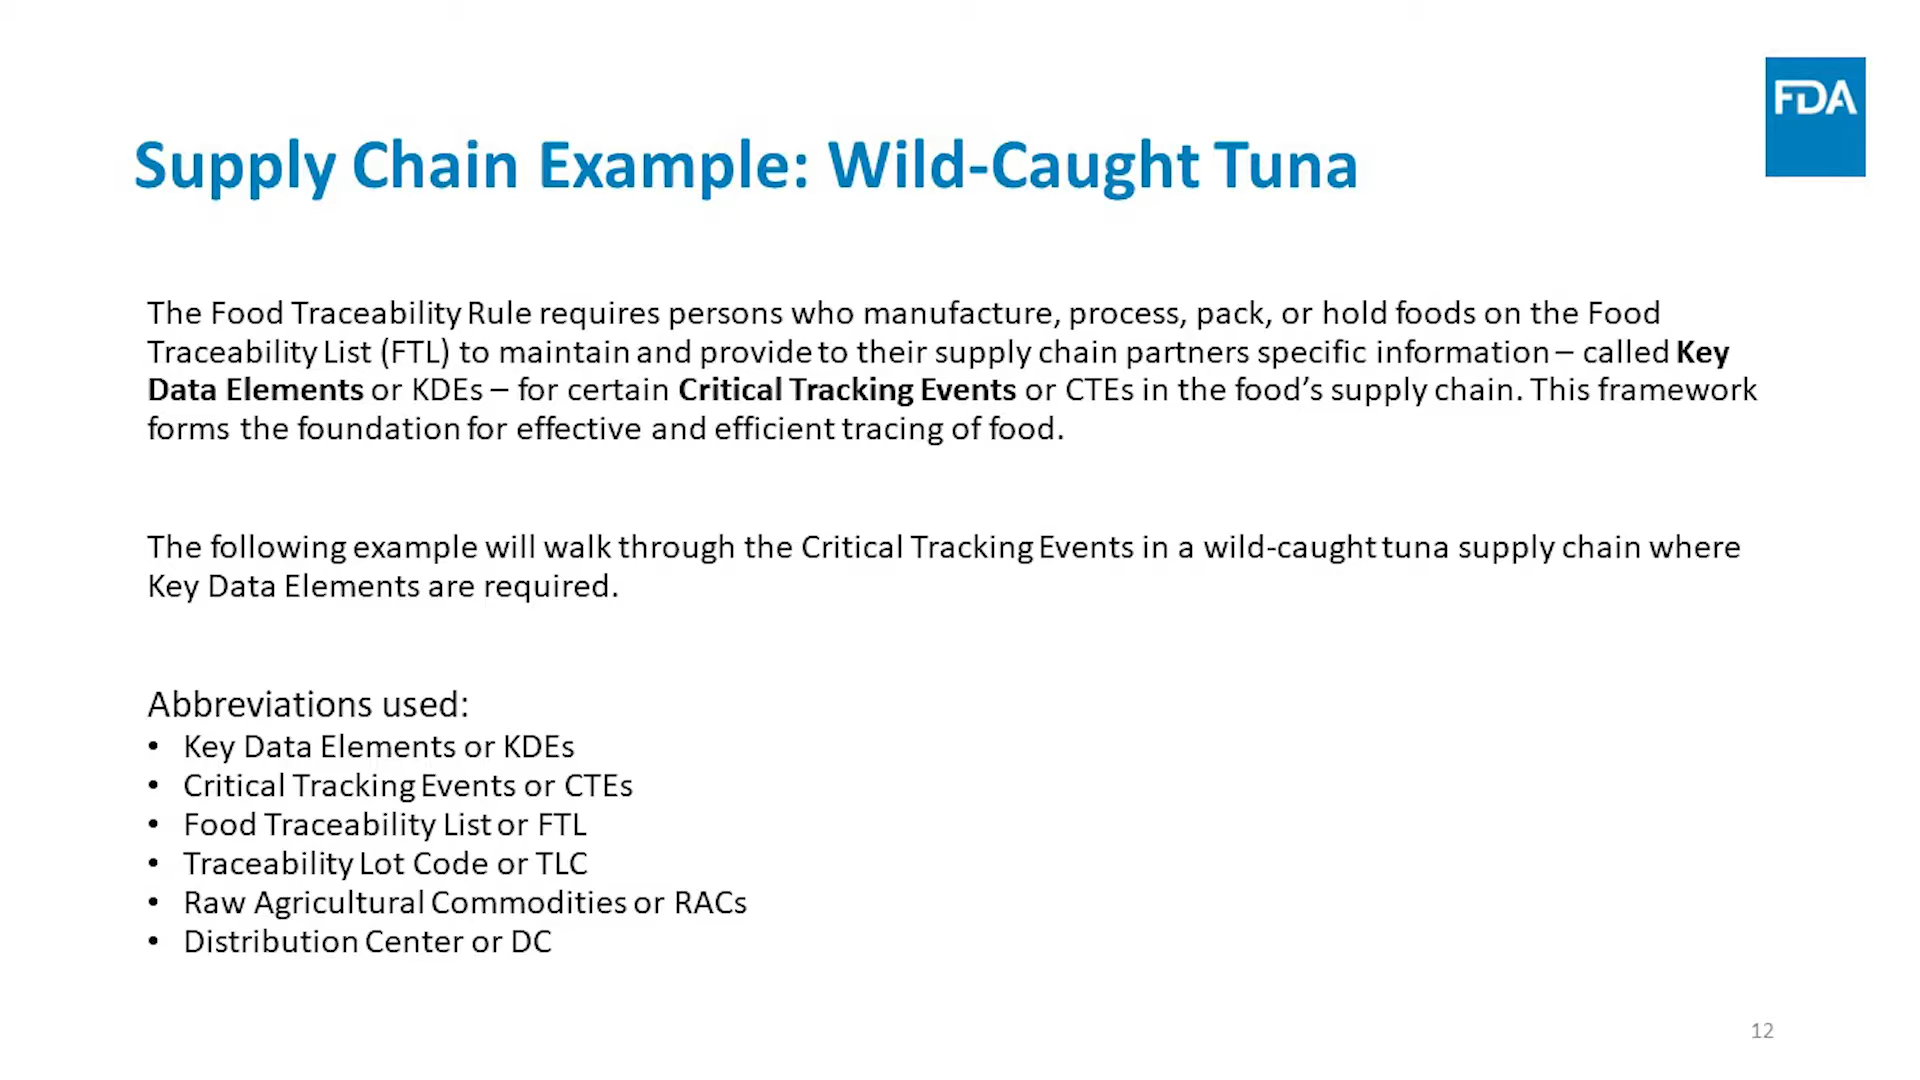 FDA
Supply Chain Example: Wild-Caught Tuna
The Food Traceability Rule requires persons who manufacture, process, pack, or hold foods on the Food
Traceability List (FTL) to maintain and provide to their supply chain partners specific information – called Key
Data Elements or KDEs – for certain Critical Tracking Events or CTEs in the food’s supply chain. This framework
forms the foundation for effective and efficient tracing of food.
The following example will walk through the Critical Tracking Events in a wild-caught tuna supply chain where
Key Data Elements are required.
Abbreviations used:
• Key Data Elements or KDEs
• Critical Tracking Events or CTEs
• Food Traceability List or FTL
• Traceability Lot Code or TLC
• Raw Agricultural Commodities or RACs
• Distribution Center or DC
12